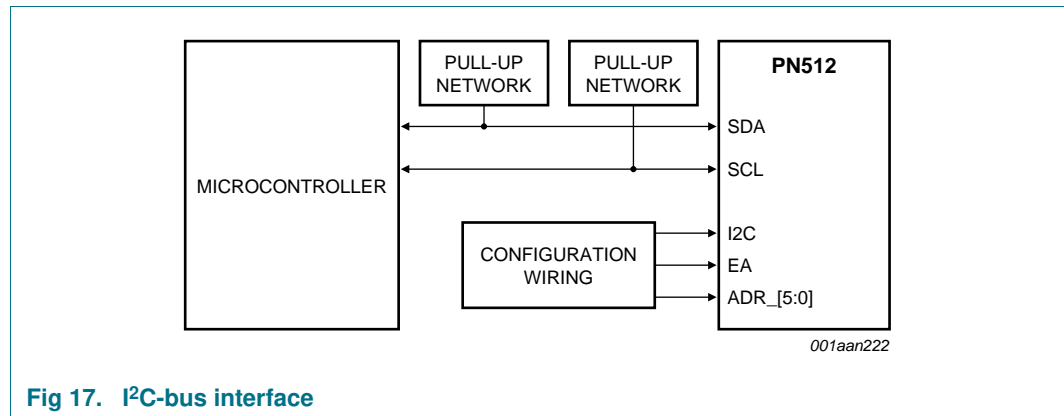 PULL-UP
NETWORK
PULL-UP
NETWORK
PN512
SDA
SCL
MICROCONTROLLER
I2C
EA
ADR_[5:0]
CONFIGURATION
WIRING
001aan222
Fig 17. I²C-bus interface